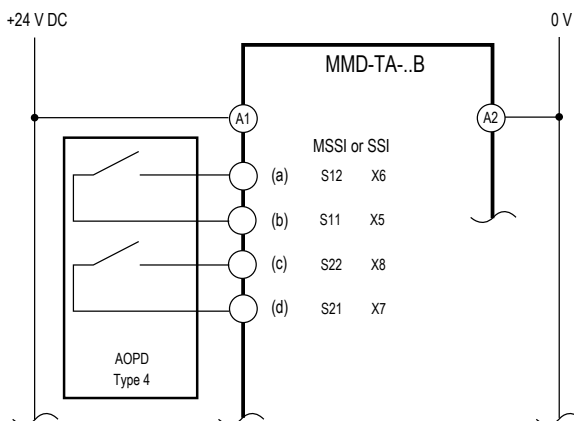 +24 V DC
0 V
MMD-TA-..B
A1
A2
MSSI or SSI
(a) S12 X6
(b) S11 X5
(c) S22 X8
(d) S21 X7
AOPD
Type 4